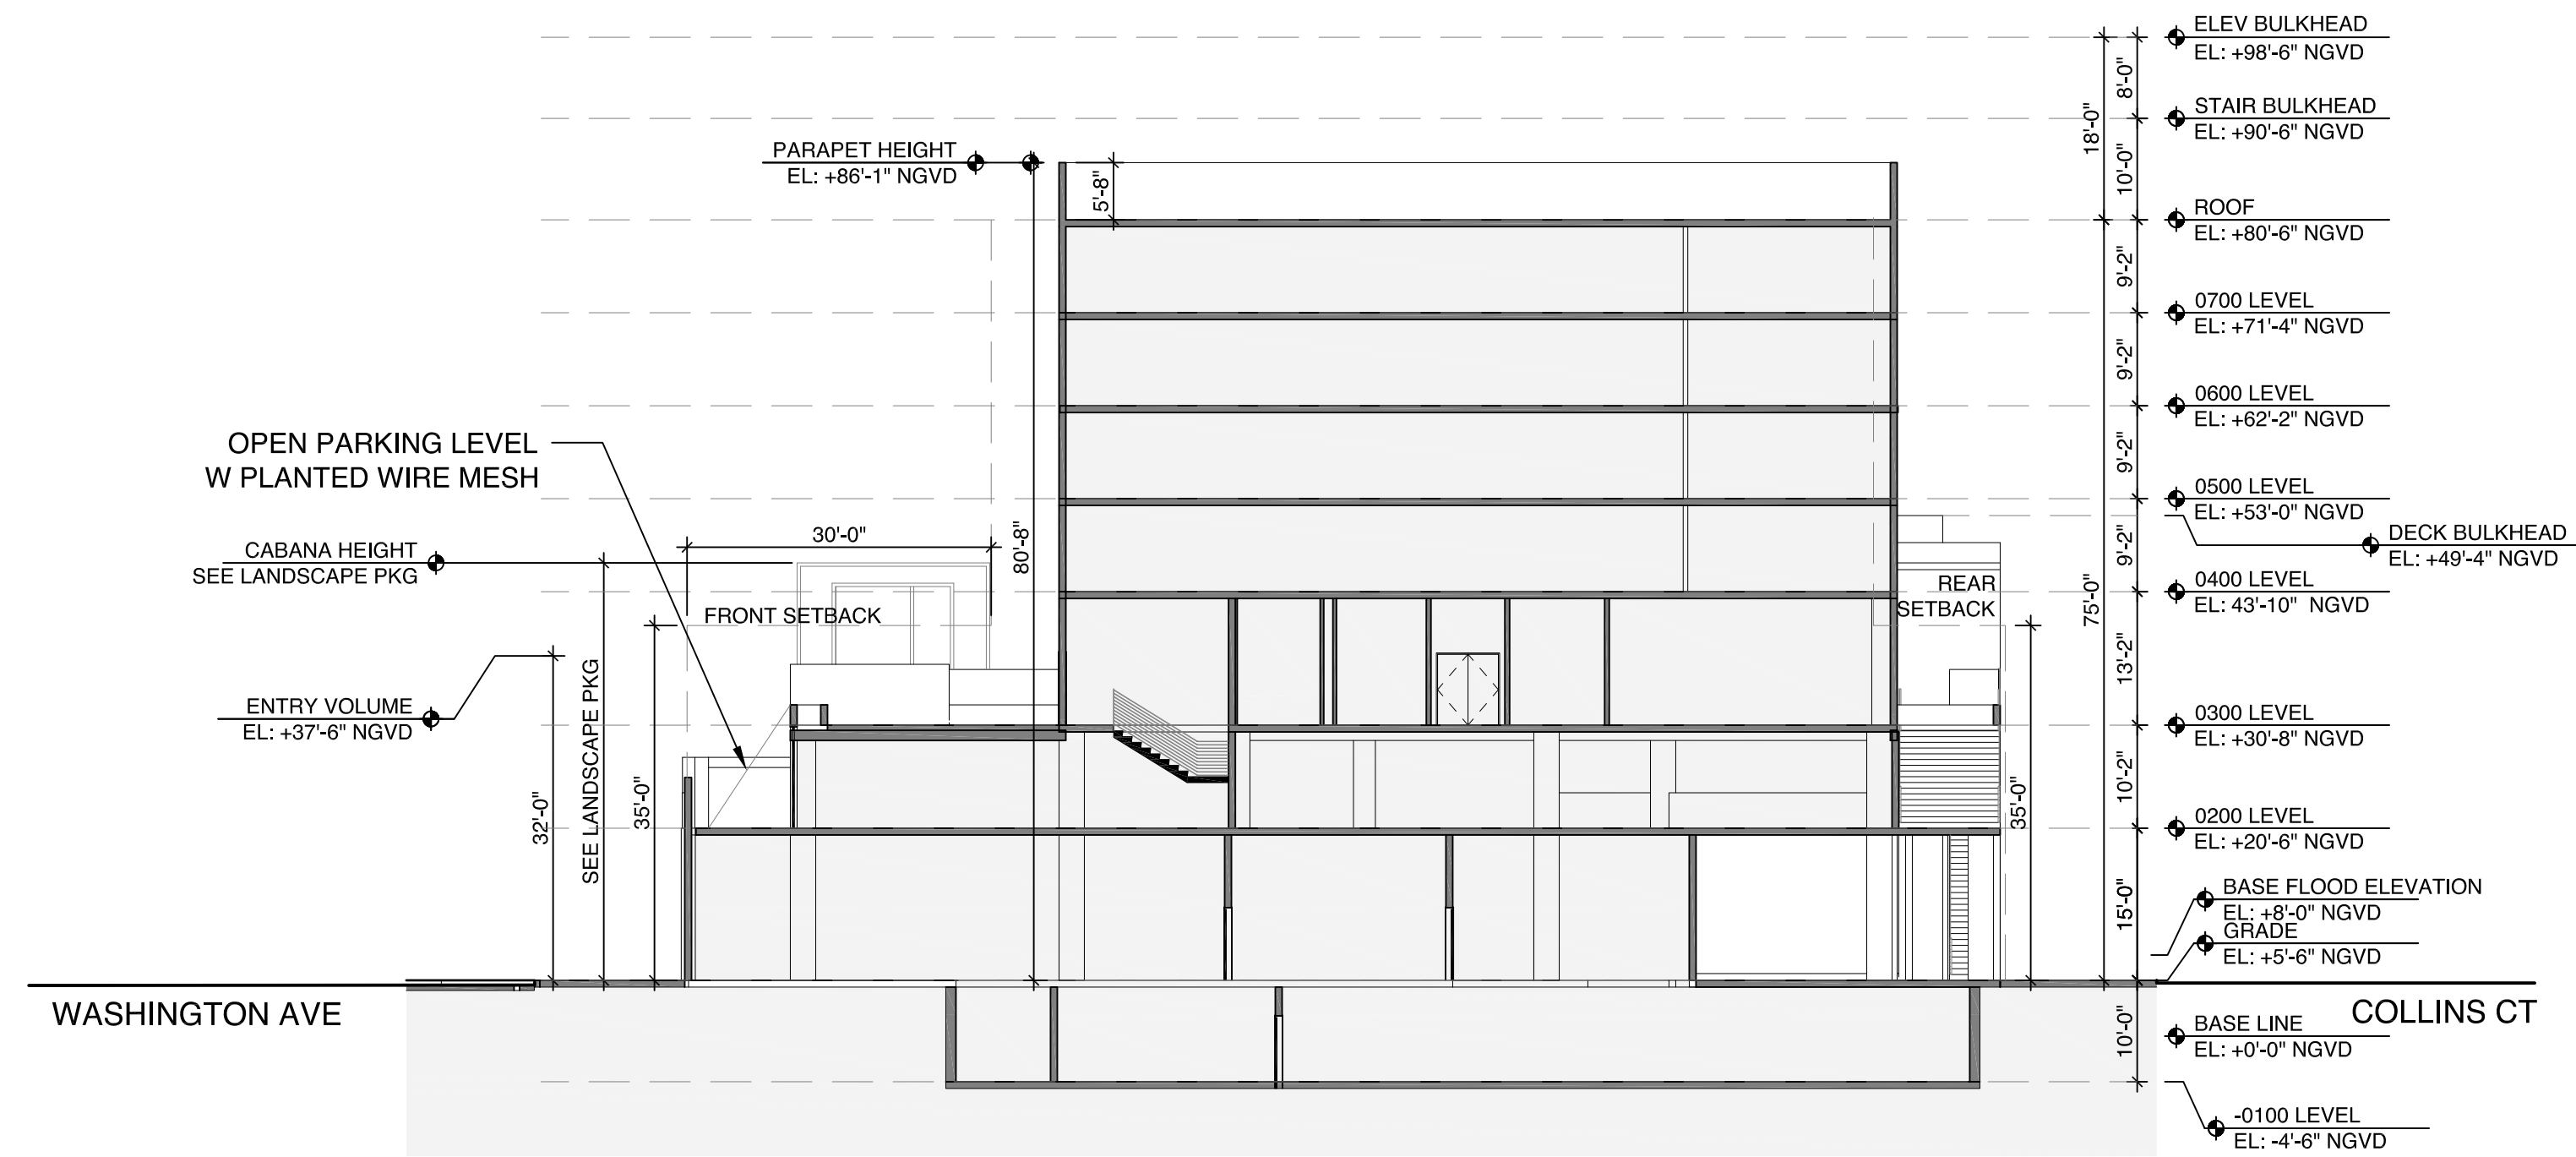 ELEV BULKHEAD
EL: +98'-6" NGVD
8'-0"
STAIR BULKHEAD
EL: +90'-6" NGVD
18'-0"
10'-0"
PARAPET HEIGHT
EL: +86'-1" NGVD
5'-8"
ROOF
EL: +80'-6" NGVD
9'-2"
0700 LEVEL
EL: +71'-4" NGVD
9'-2"
0600 LEVEL
EL: +62'-2" NGVD
9'-2"
OPEN PARKING LEVEL
W PLANTED WIRE MESH
0500 LEVEL
EL: +53'-0" NGVD
9'-2"
DECK BULKHEAD
EL: +49'-4" NGVD
30'-0"
80'-8"
CABANA HEIGHT
SEE LANDSCAPE PKG
0400 LEVEL
EL: 43'-10" NGVD
REAR
SETBACK
75'-0"
FRONT SETBACK
13'-2"
ENTRY VOLUME
EL: +37'-6" NGVD
0300 LEVEL
EL: +30'-8" NGVD
10'-2"
32'-0"
SEE LANDSCAPE PKG
35'-0"
35'-0"
0200 LEVEL
EL: +20'-6" NGVD
15'-0"
BASE FLOOD ELEVATION
EL: +8'-0" NGVD
GRADE
EL: +5'-6" NGVD
WASHINGTON AVE
COLLINS CT
10'-0"
BASE LINE
EL: +0'-0" NGVD
-0100 LEVEL
EL: -4'-6" NGVD